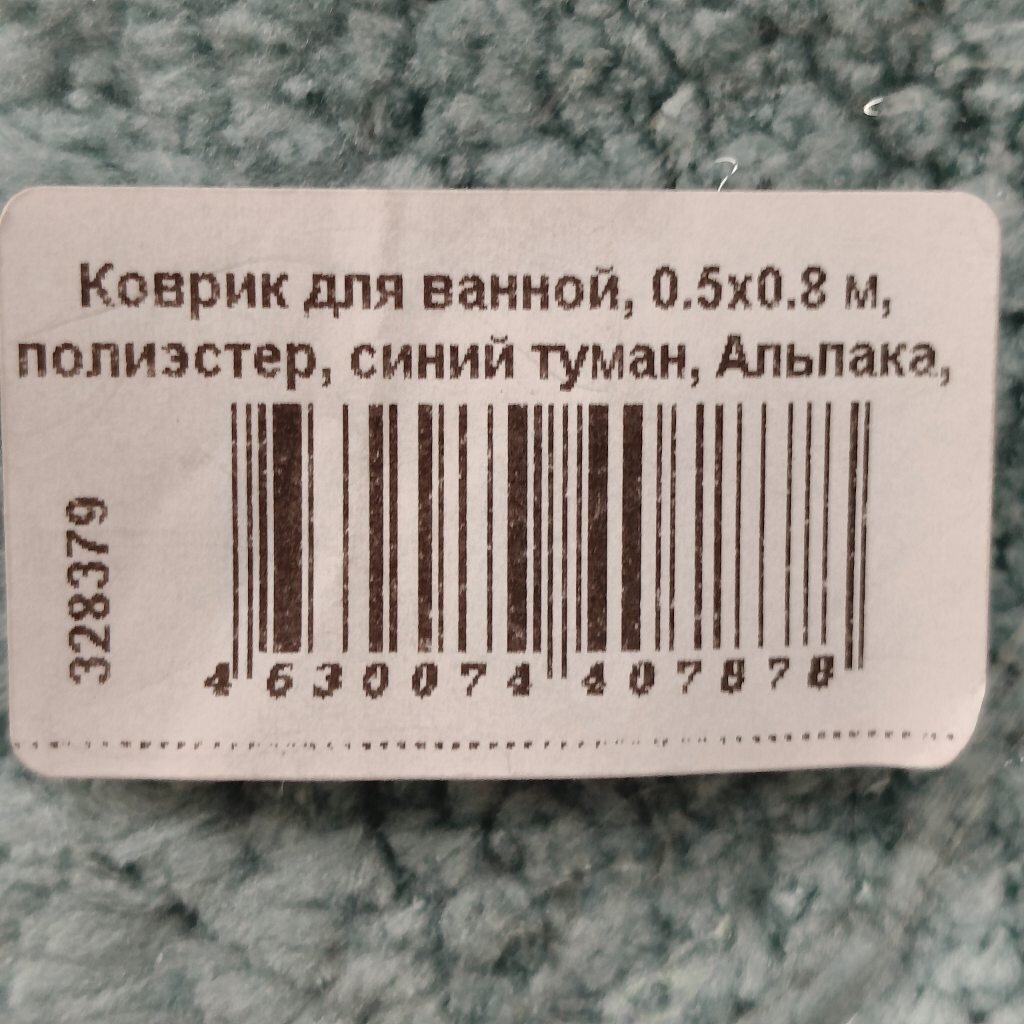 Коврик для ванной, 0.5х0.8 м,
полиэстер, синий туман, Альпака,
328379
4 630074 407878